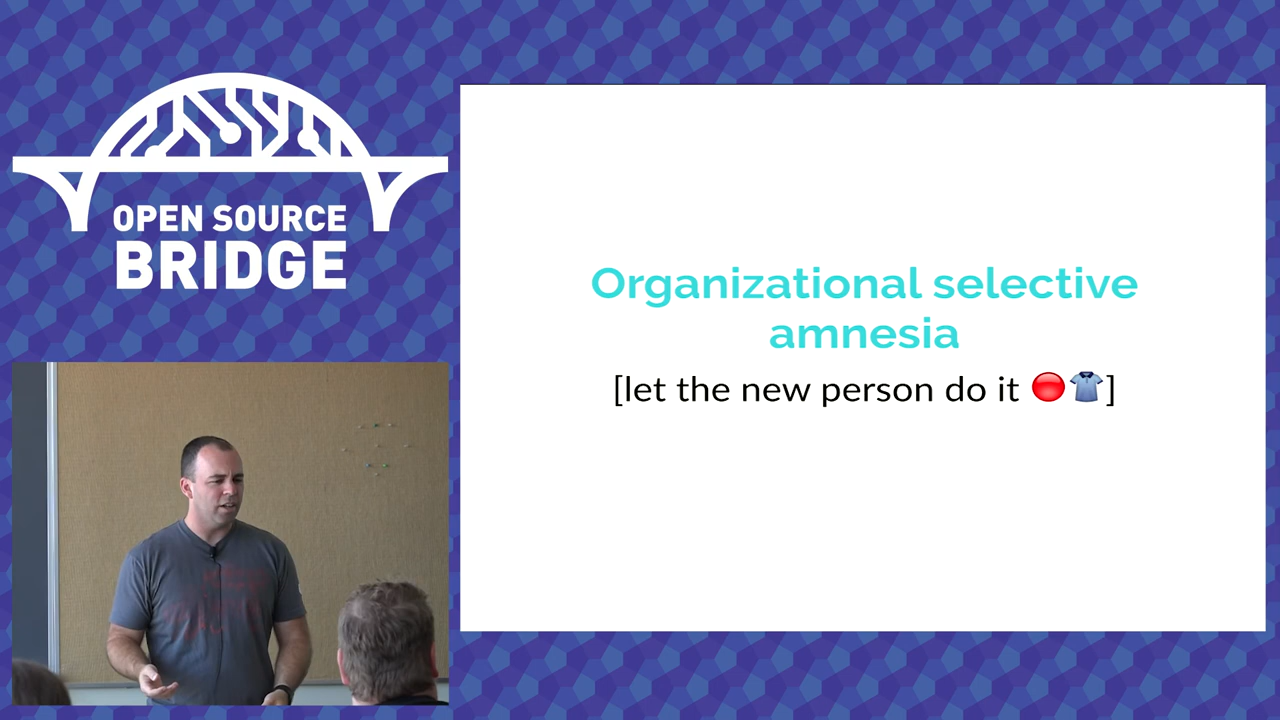 OPEN SOURCE
BRIDGE
Organizational selective
amnesia
[let the new person do it 🔴👕]